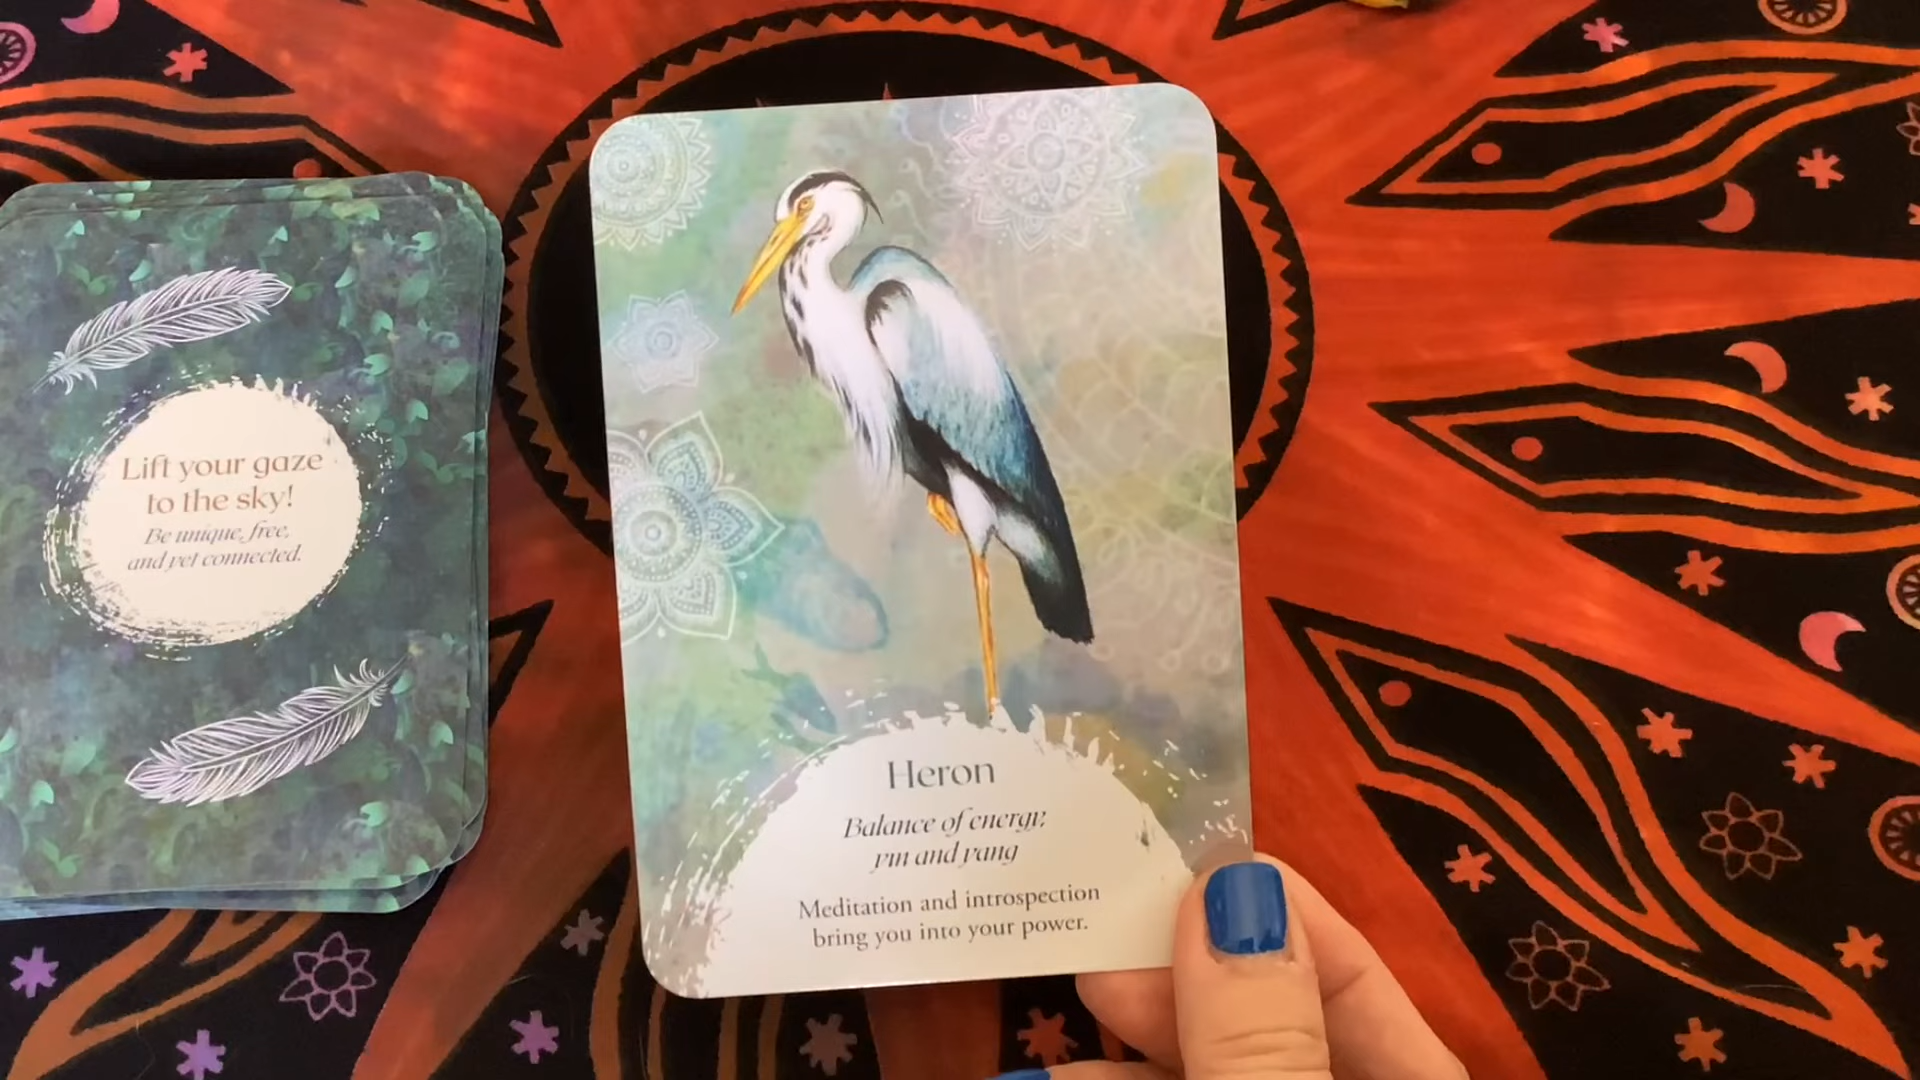 Lift your gaze
to the sky!
Be unique, free,
and yet connected.
Heron
Balance of energy;
yin and yang
Meditation and introspection
bring you into your power.